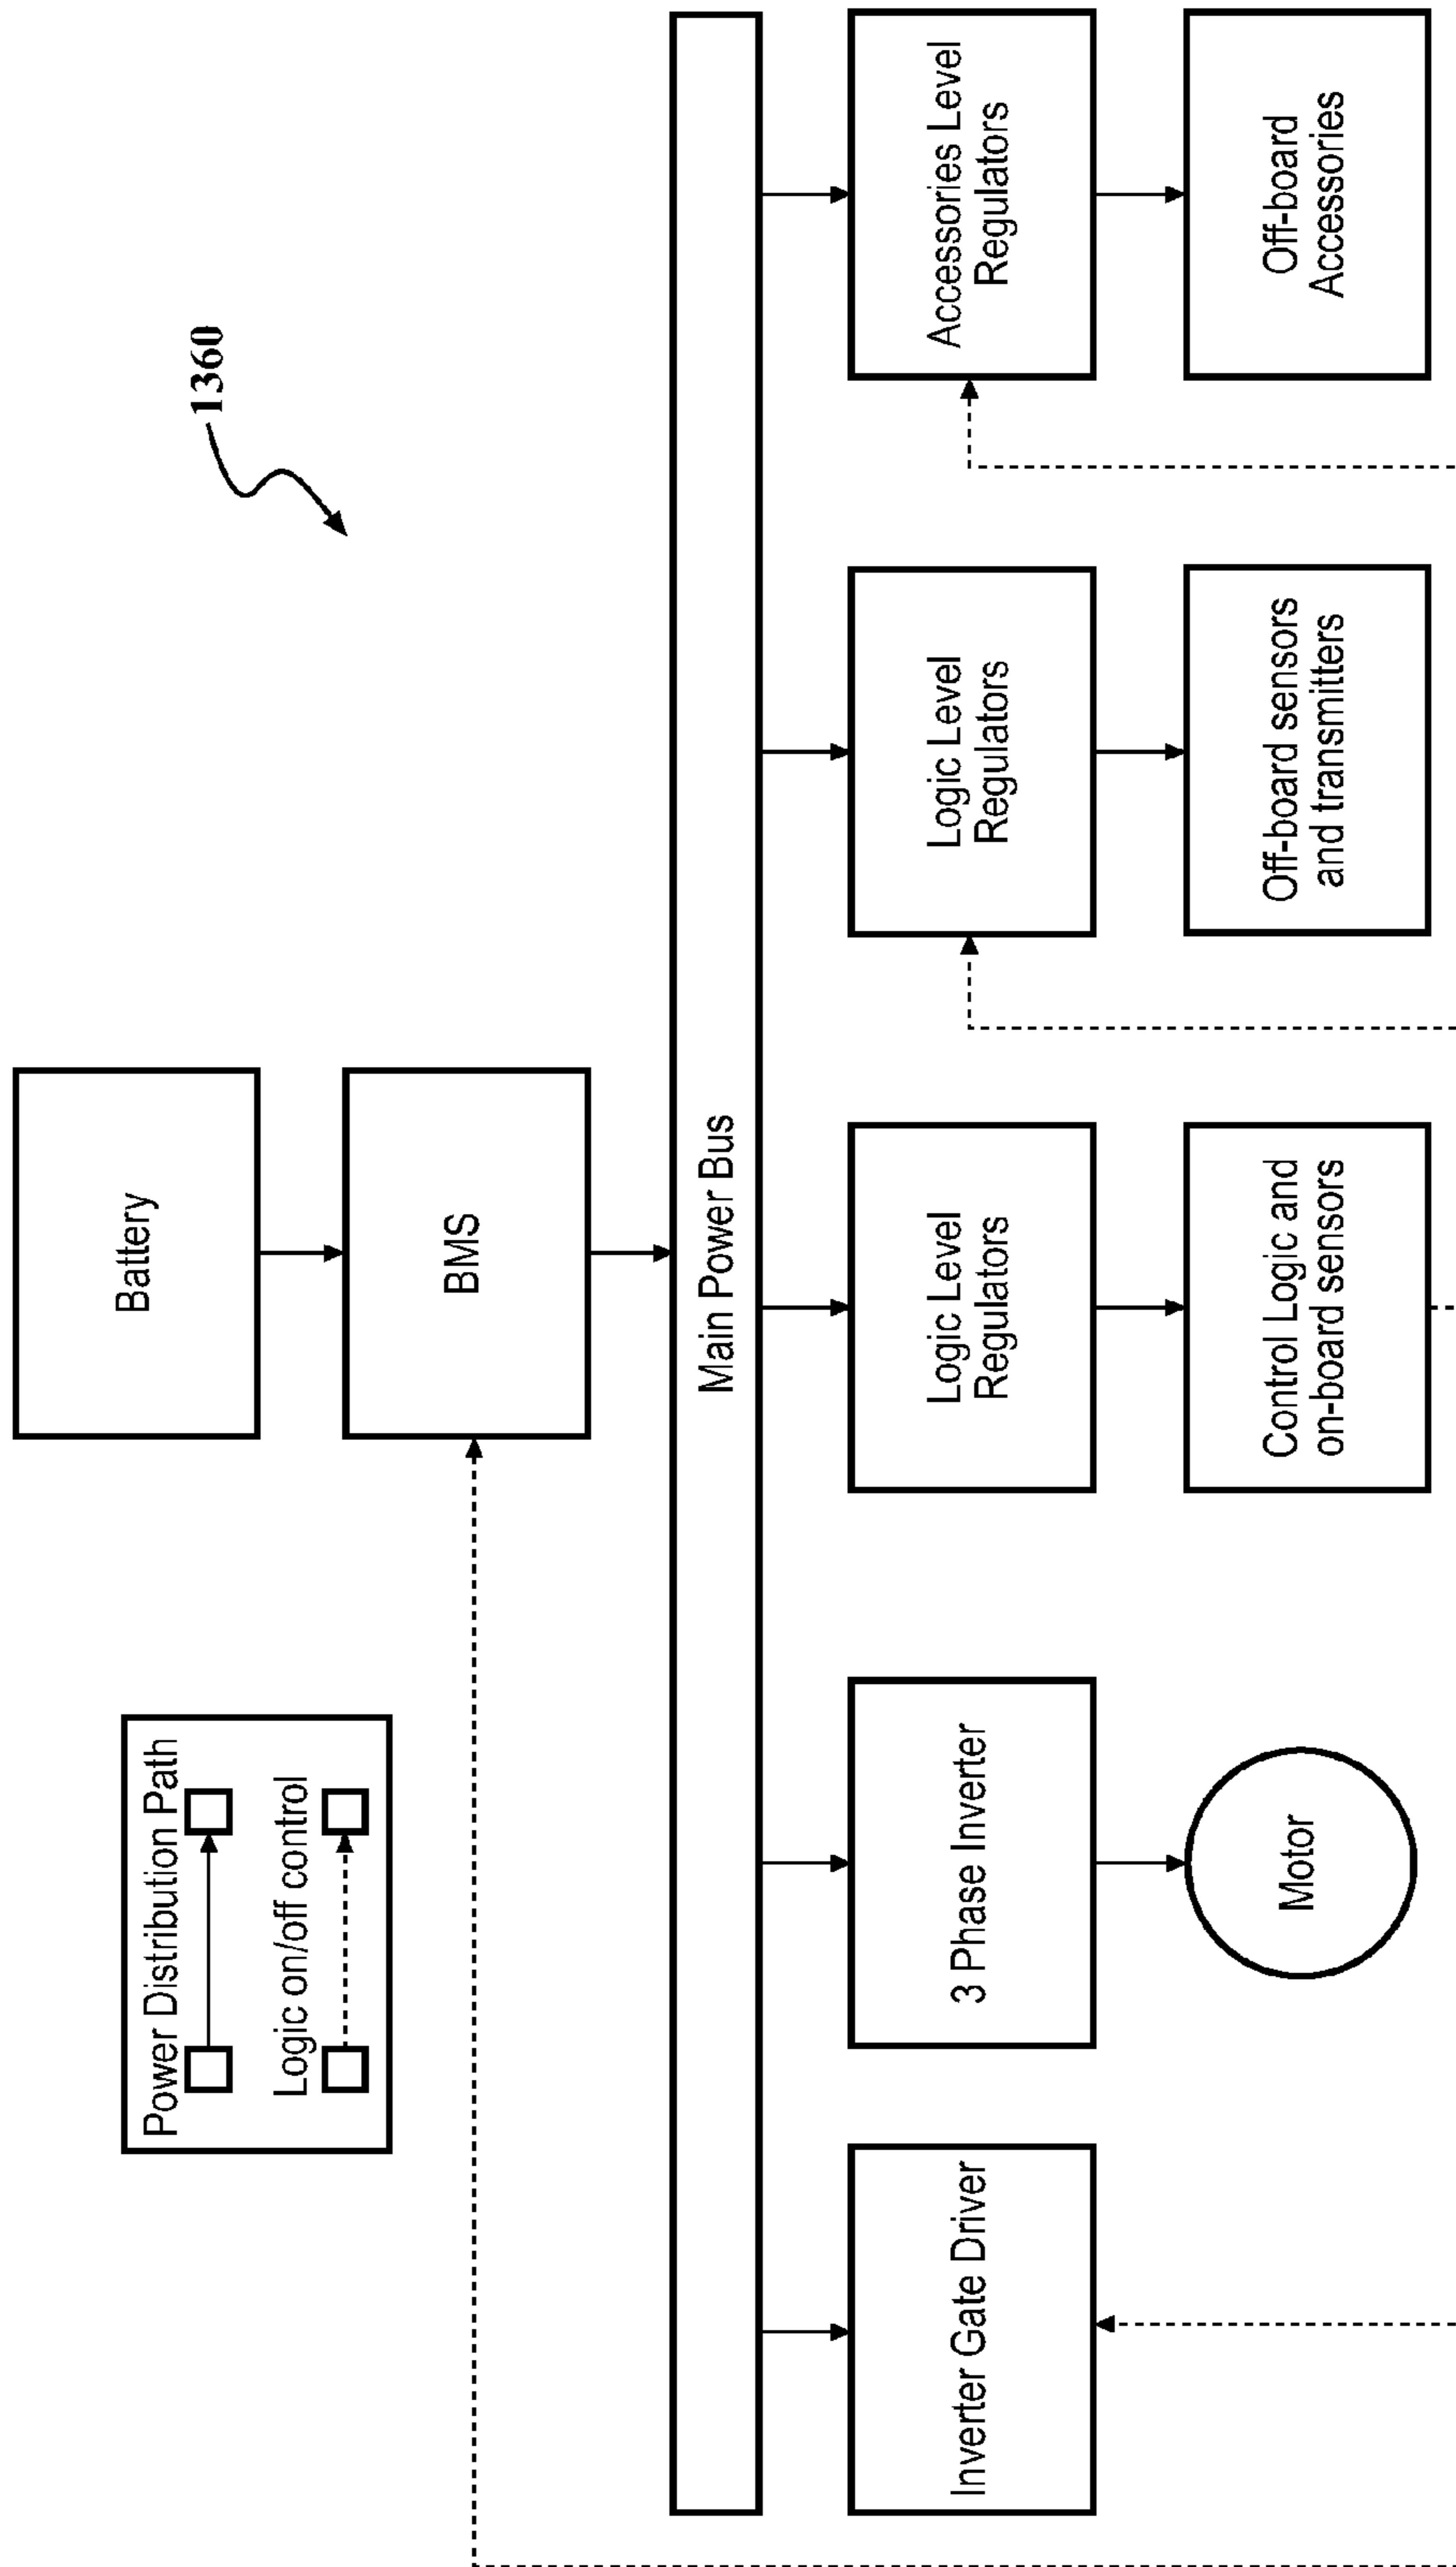 1360
Battery
Power Distribution Path
Logic on/off control
BMS
Main Power Bus
Inverter Gate Driver
3 Phase Inverter
Logic Level
Regulators
Logic Level
Regulators
Accessories Level
Regulators
Motor
Control Logic and
on-board sensors
Off-board sensors
and transmitters
Off-board
Accessories